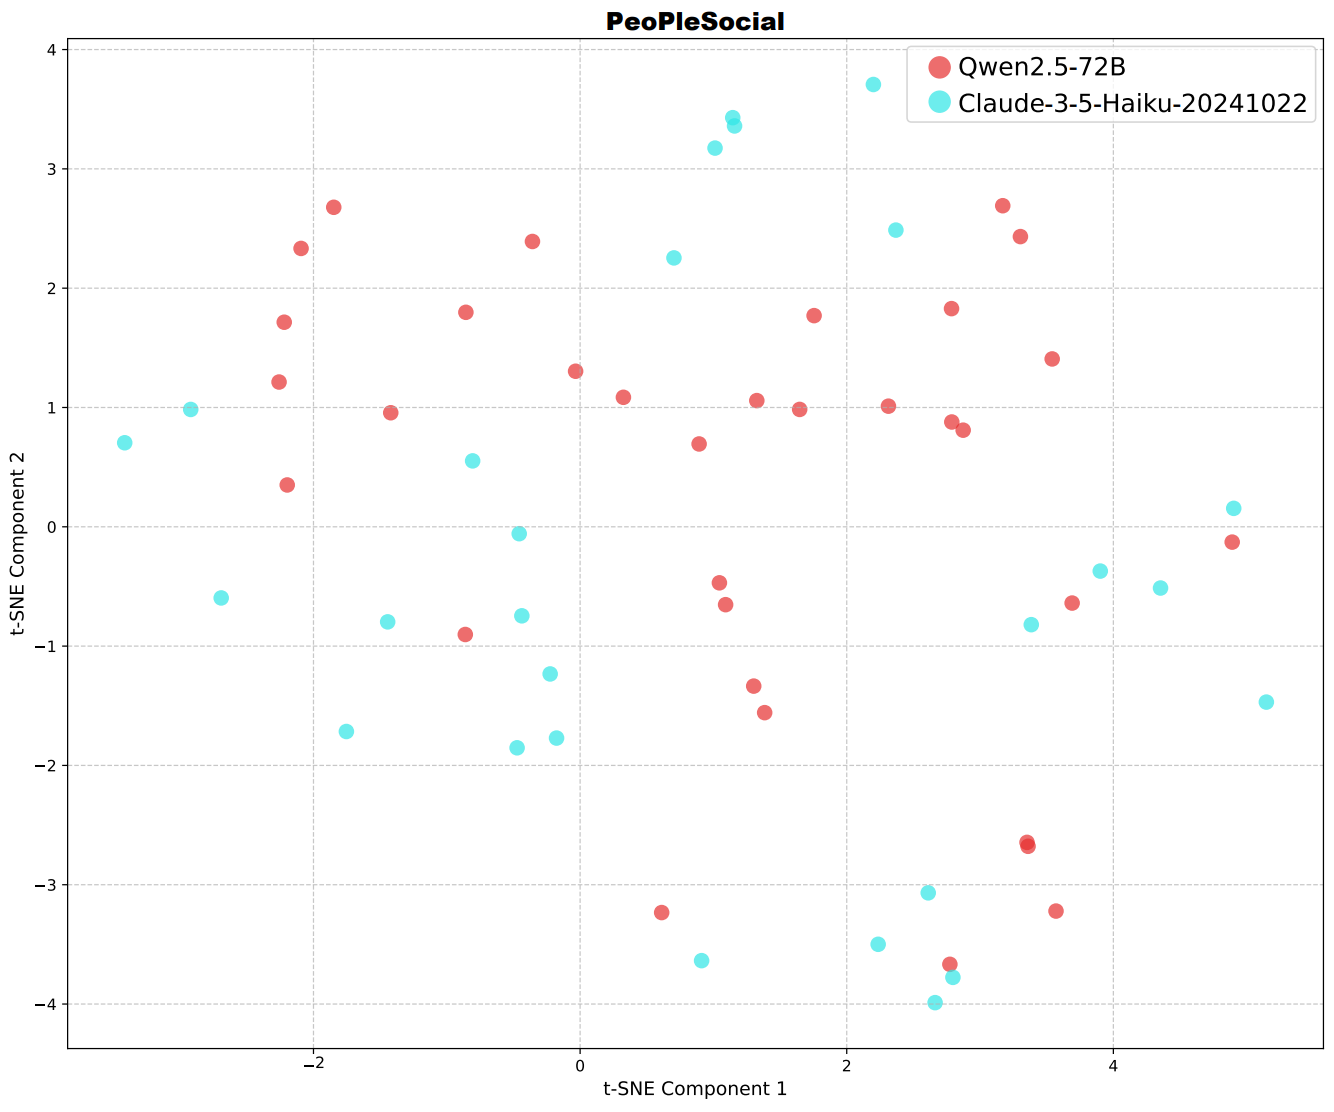 PeoPleSocial
Qwen2.5-72B
Claude-3-5-Haiku-20241022
4
3
2
1
0
−1
−2
−3
−4
t-SNE Component 2
−2
0
2
4
t-SNE Component 1